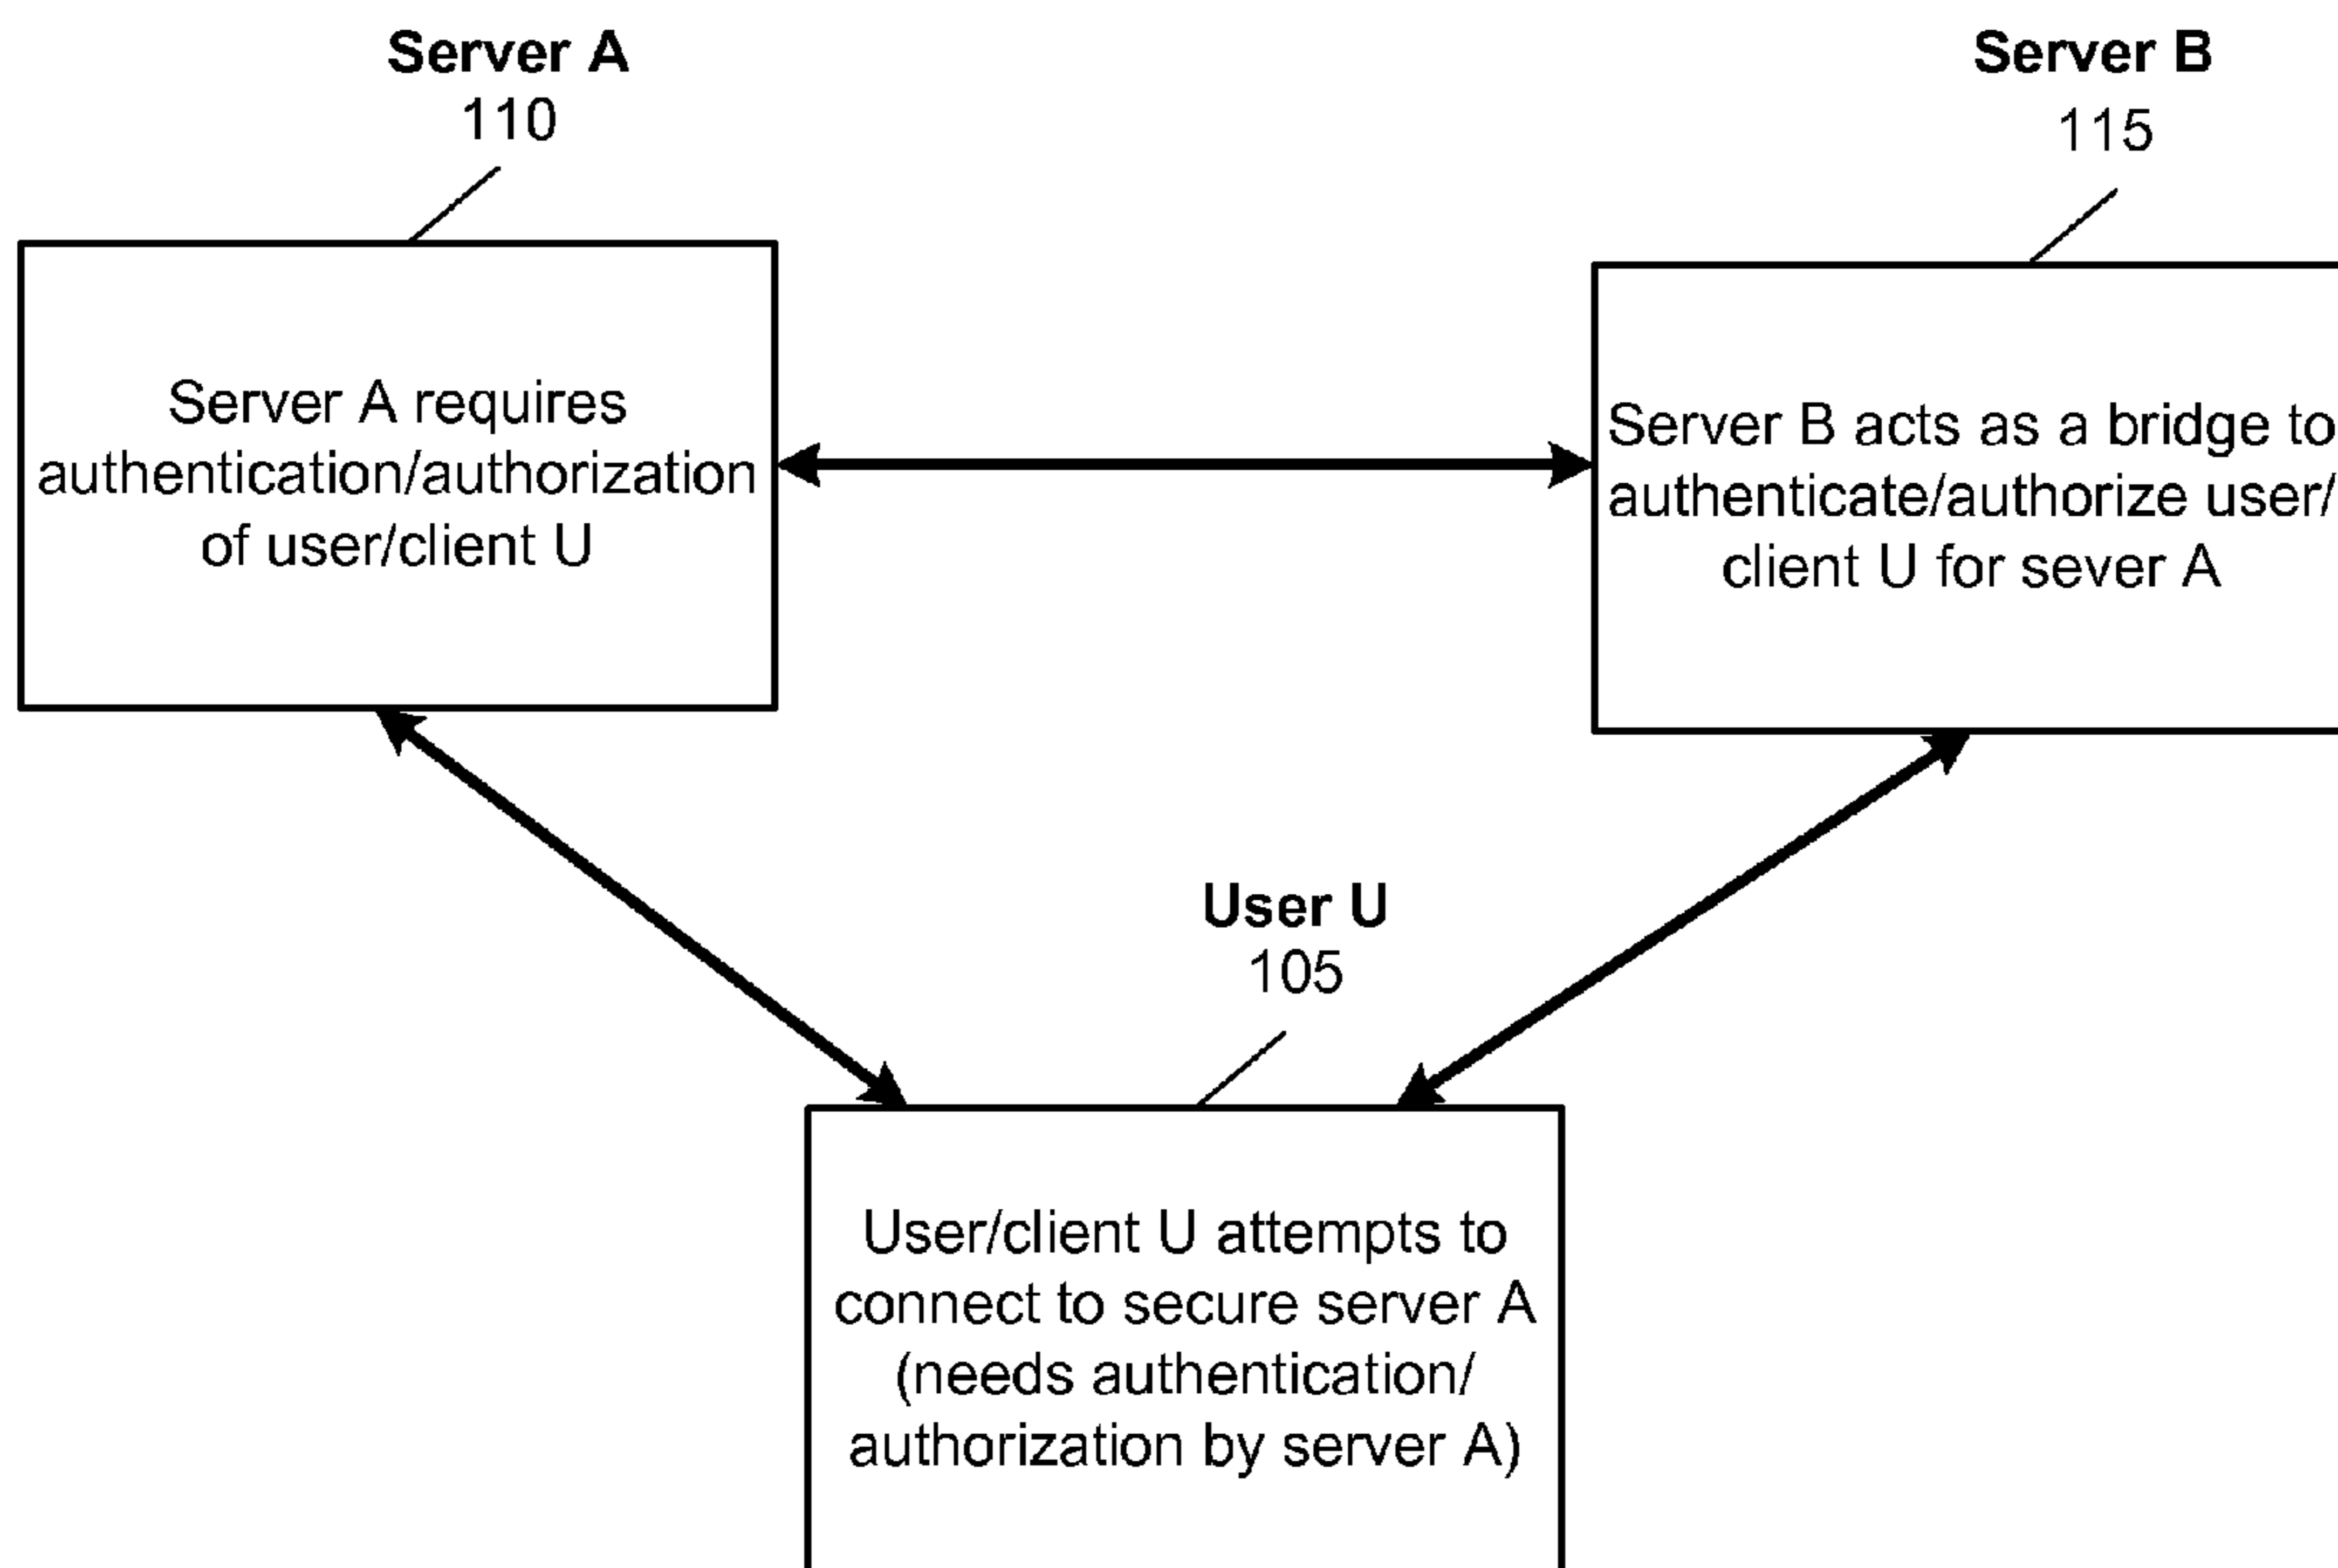 Server A
110
Server B
115
Server A requires
authentication/authorization
of user/client U
Server B acts as a bridge to
authenticate/authorize user/
client U for sever A
User U
105
User/client U attempts to
connect to secure server A
(needs authentication/
authorization by server A)